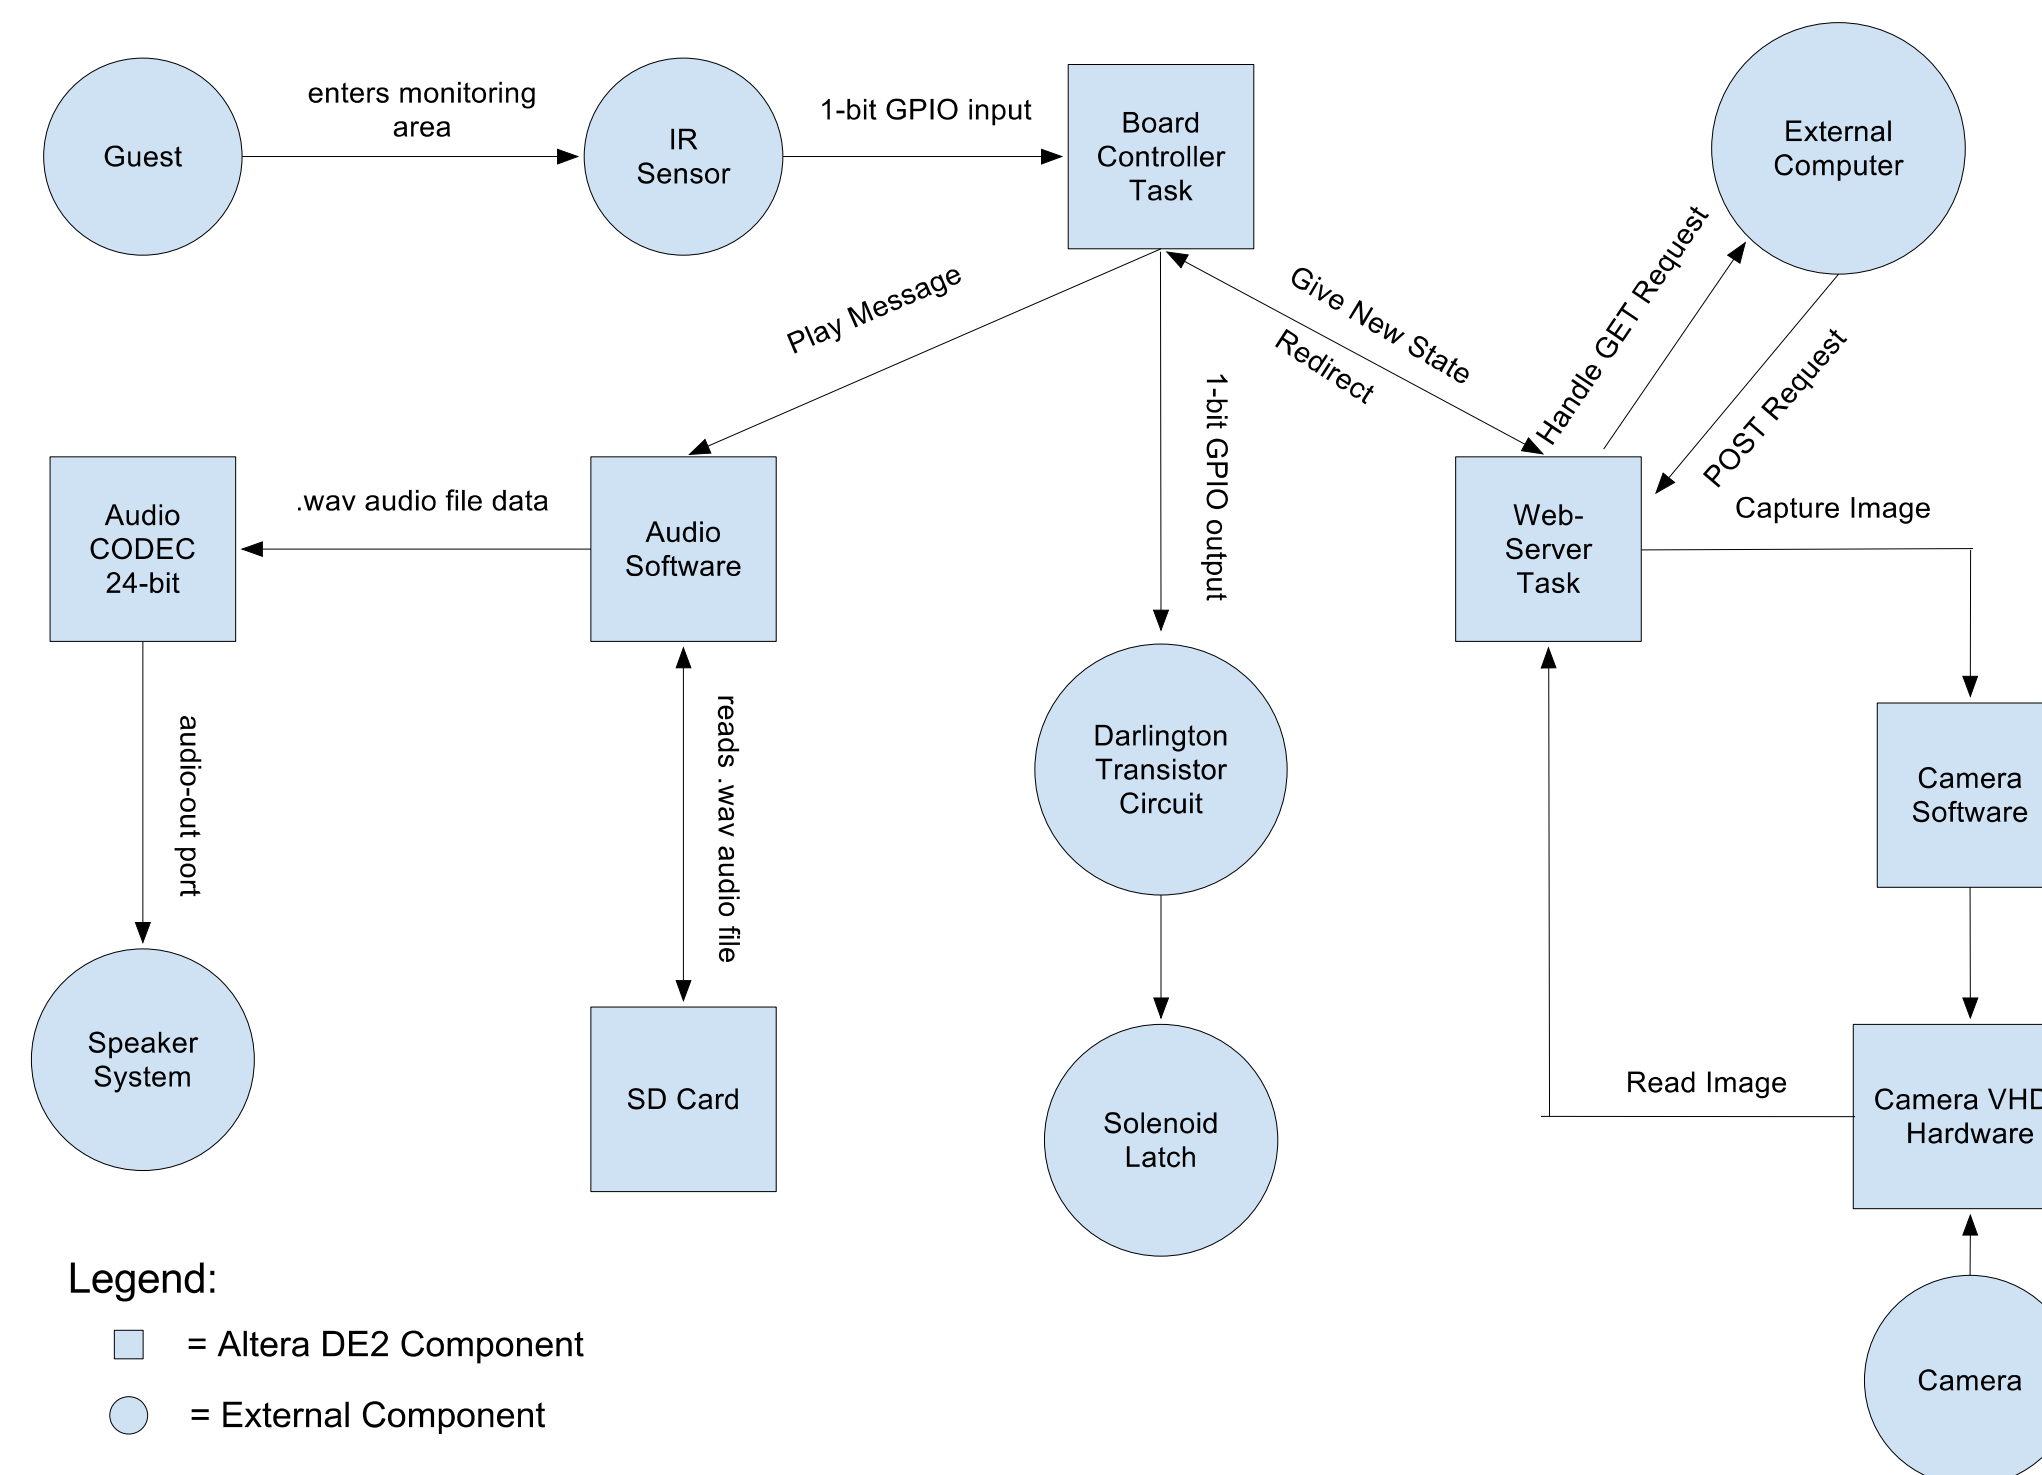 Guest
enters monitoring
area
IR
Sensor
1-bit GPIO input
Board
Controller
Task
External
Computer
Play Message
1-bit GPIO output
Give New State
Redirect
Handle GET Request
POST Request
Audio
CODEC
24-bit
.wav audio file data
Audio
Software
Web-
Server
Task
Capture Image
audio-out port
reads .wav audio file
Darlington
Transistor
Circuit
Camera
Software
Speaker
System
SD Card
Solenoid
Latch
Read Image
Camera
Hardware
Camera
Legend:
= Altera DE2 Component
= External Component